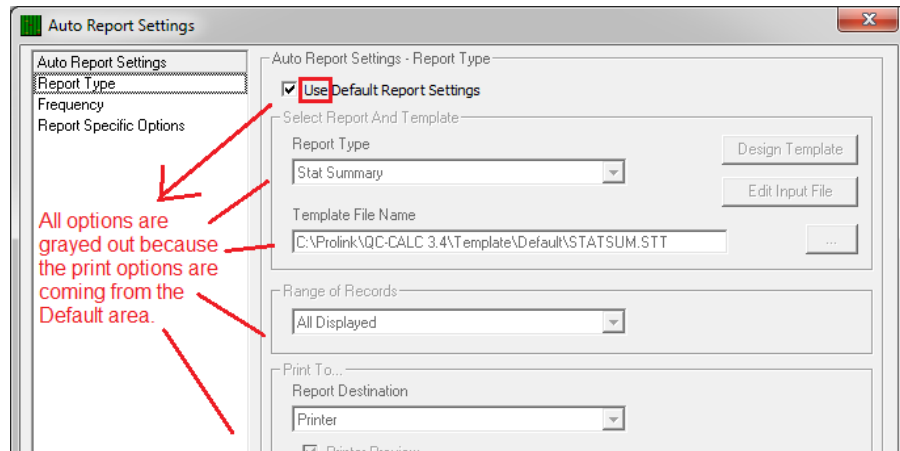 Auto Report Settings
x
Auto Report Settings
Report Type
Frequency
Report Specific Options
All options are
grayed out because
the print options are
coming from the
Default area.
Auto Report Settings - Report Type
Use Default Report Settings
Select Report And Template
Report Type
Stat Summary
Design Template
Edit Input File
Template File Name
C:\Prolink\QC-CALC 3.4\Template\Default\STATSUM.STT
...
Range of Records
All Displayed
Print To...
Report Destination
Printer
Printer Preview